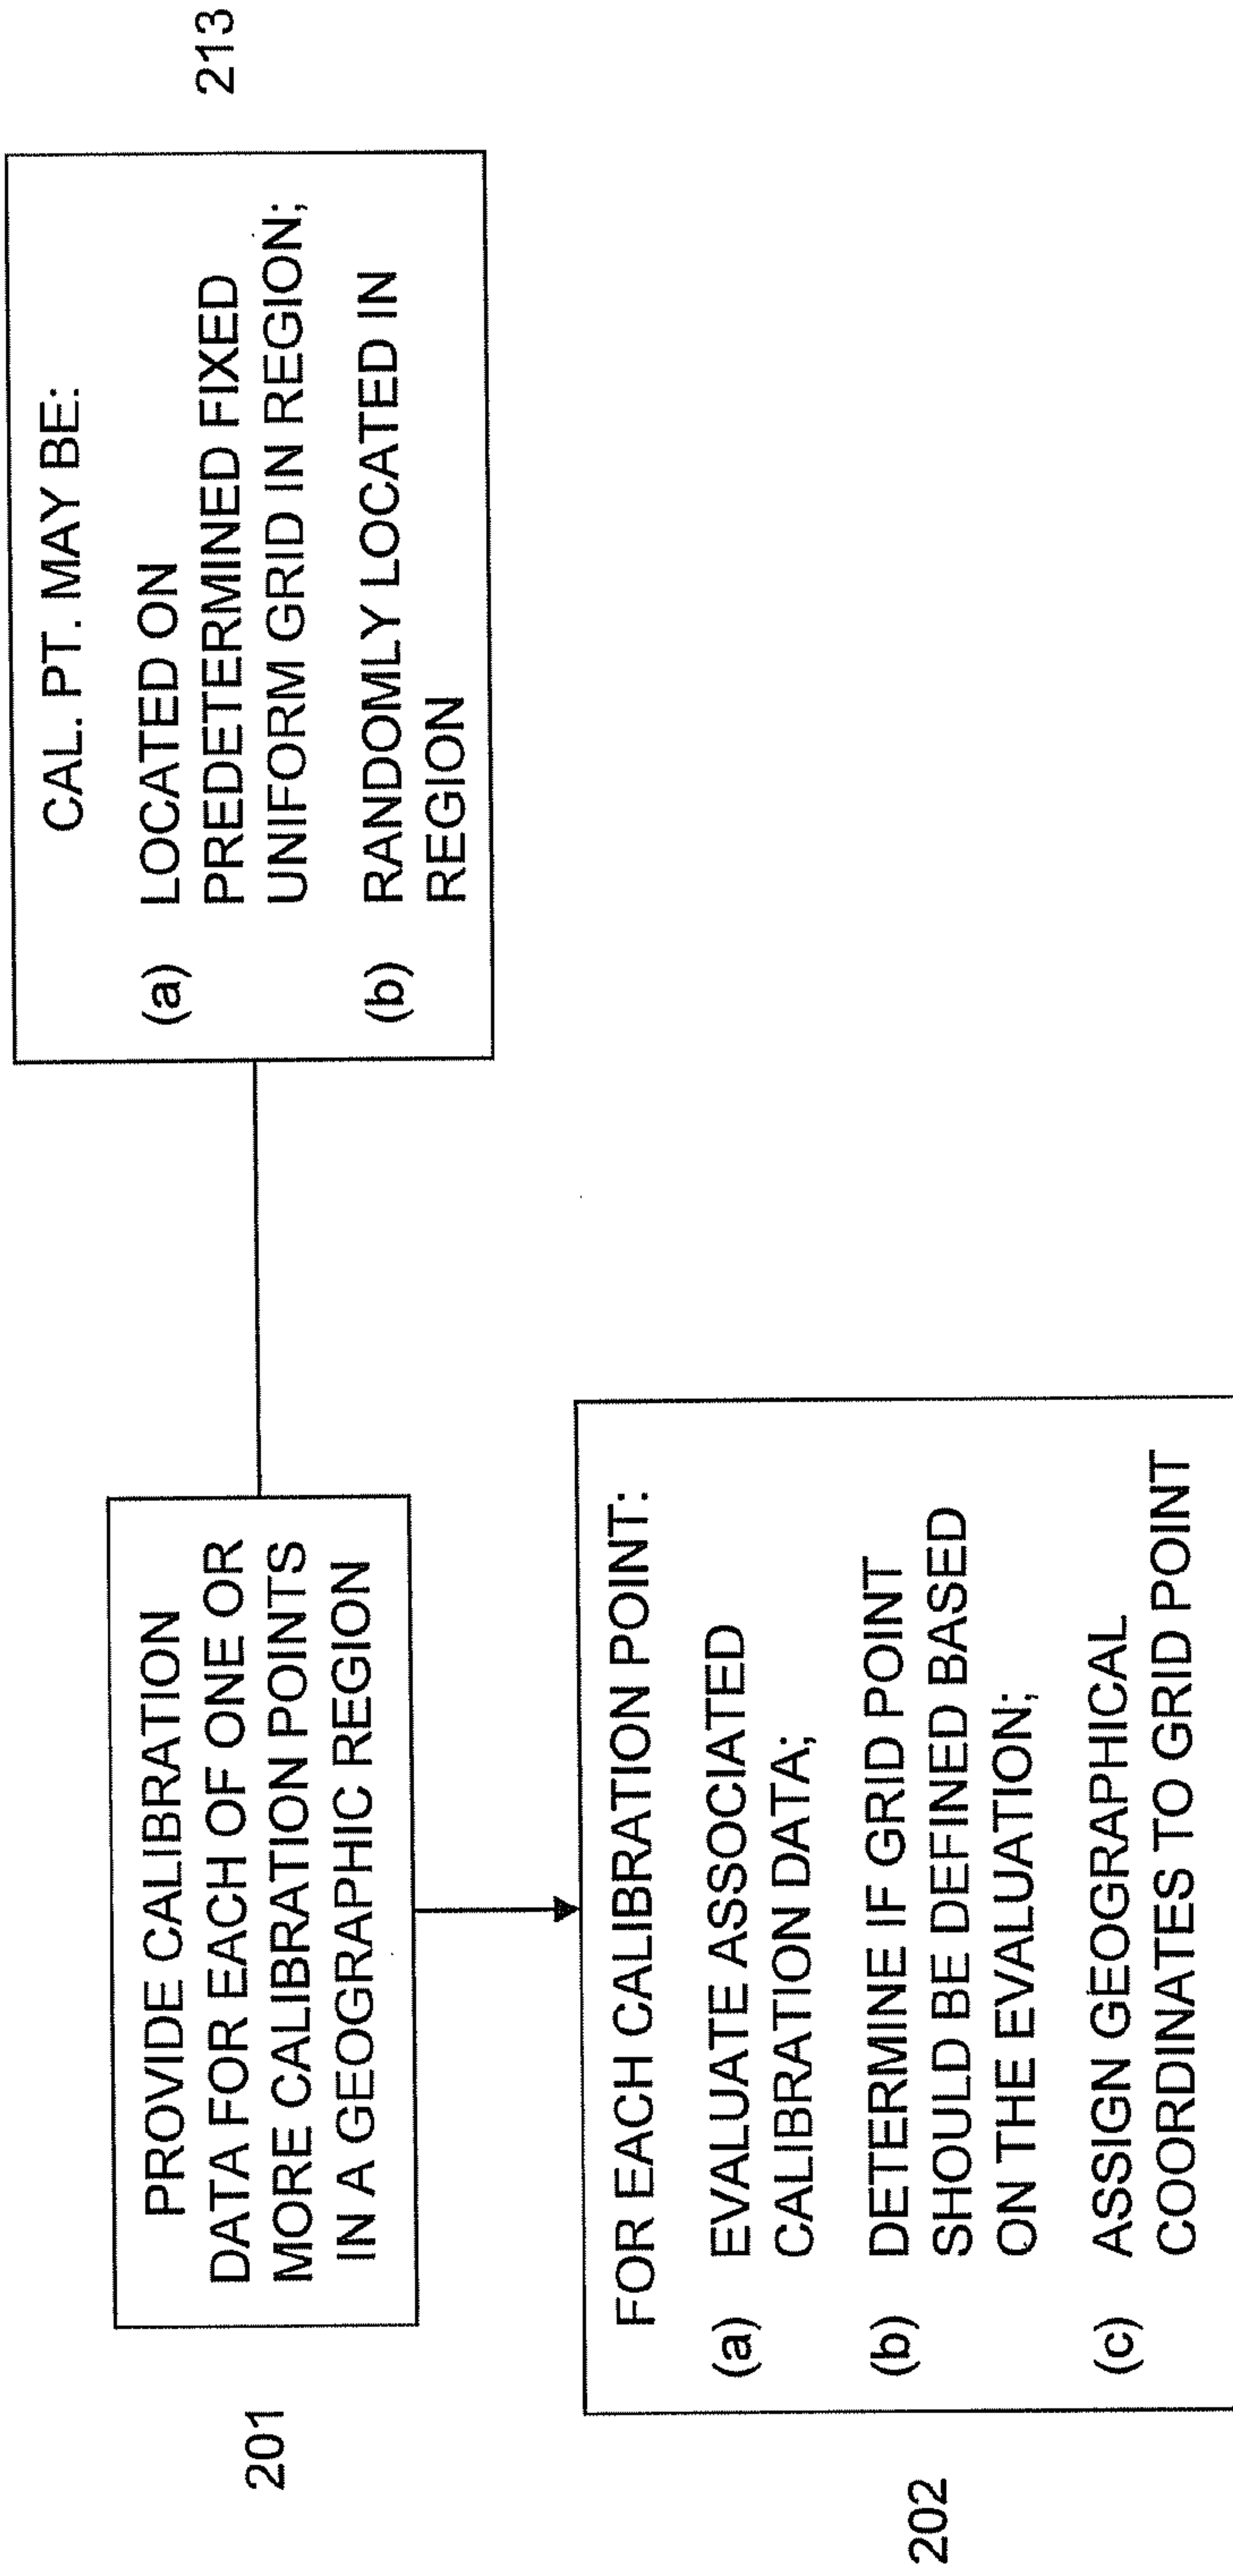 201
PROVIDE CALIBRATION
DATA FOR EACH OF ONE OR
MORE CALIBRATION POINTS
IN A GEOGRAPHIC REGION
CAL. PT. MAY BE:
(a) LOCATED ON
PREDETERMINED FIXED
UNIFORM GRID IN REGION;
(b) RANDOMLY LOCATED IN
REGION
213
202
FOR EACH CALIBRATION POINT:
(a) EVALUATE ASSOCIATED
CALIBRATION DATA;
(b) DETERMINE IF GRID POINT
SHOULD BE DEFINED BASED
ON THE EVALUATION;
(c) ASSIGN GEOGRAPHICAL
COORDINATES TO GRID POINT